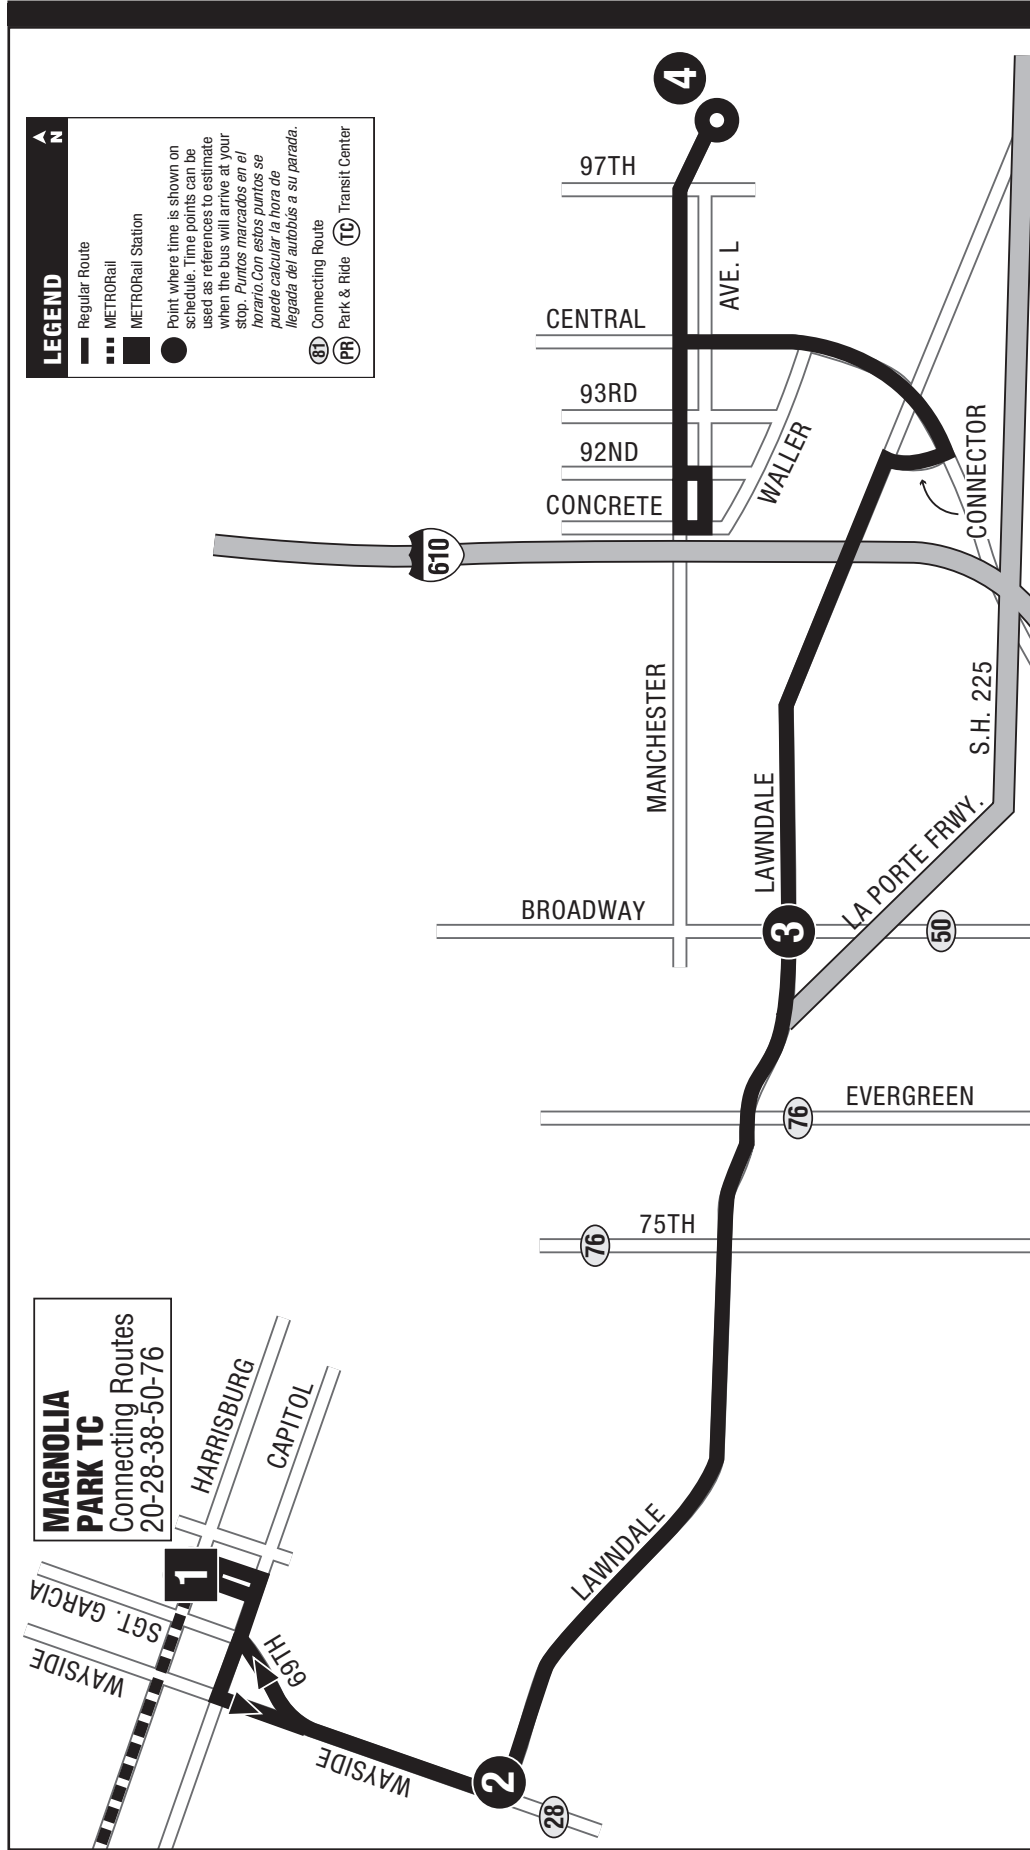 LEGEND
N
Regular Route
METRORail
METRORail Station
Point where time is shown on
schedule. Time points can be
used as references to estimate
when the bus will arrive at your
stop. Puntos marcados en el
horario.Con estos puntos se
puede calcular la hora de
llegada del autobús a su parada.
81 Connecting Route
PR Park & Ride TC Transit Center
MAGNOLIA
PARK TC
Connecting Routes
20-28-38-50-76
HARRISBURG
CAPITOL
SGT. GARCIA
WAYSIDE
1
69TH
WAYSIDE
2
28
LAWNDALE
76
75TH
76
EVERGREEN
BROADWAY
3
50
LAWNDALE
LA PORTE FRWY.
S.H. 225
MANCHESTER
610
CONCRETE
92ND
93RD
CENTRAL
97TH
AVE. L
WALLER
CONNECTOR
4